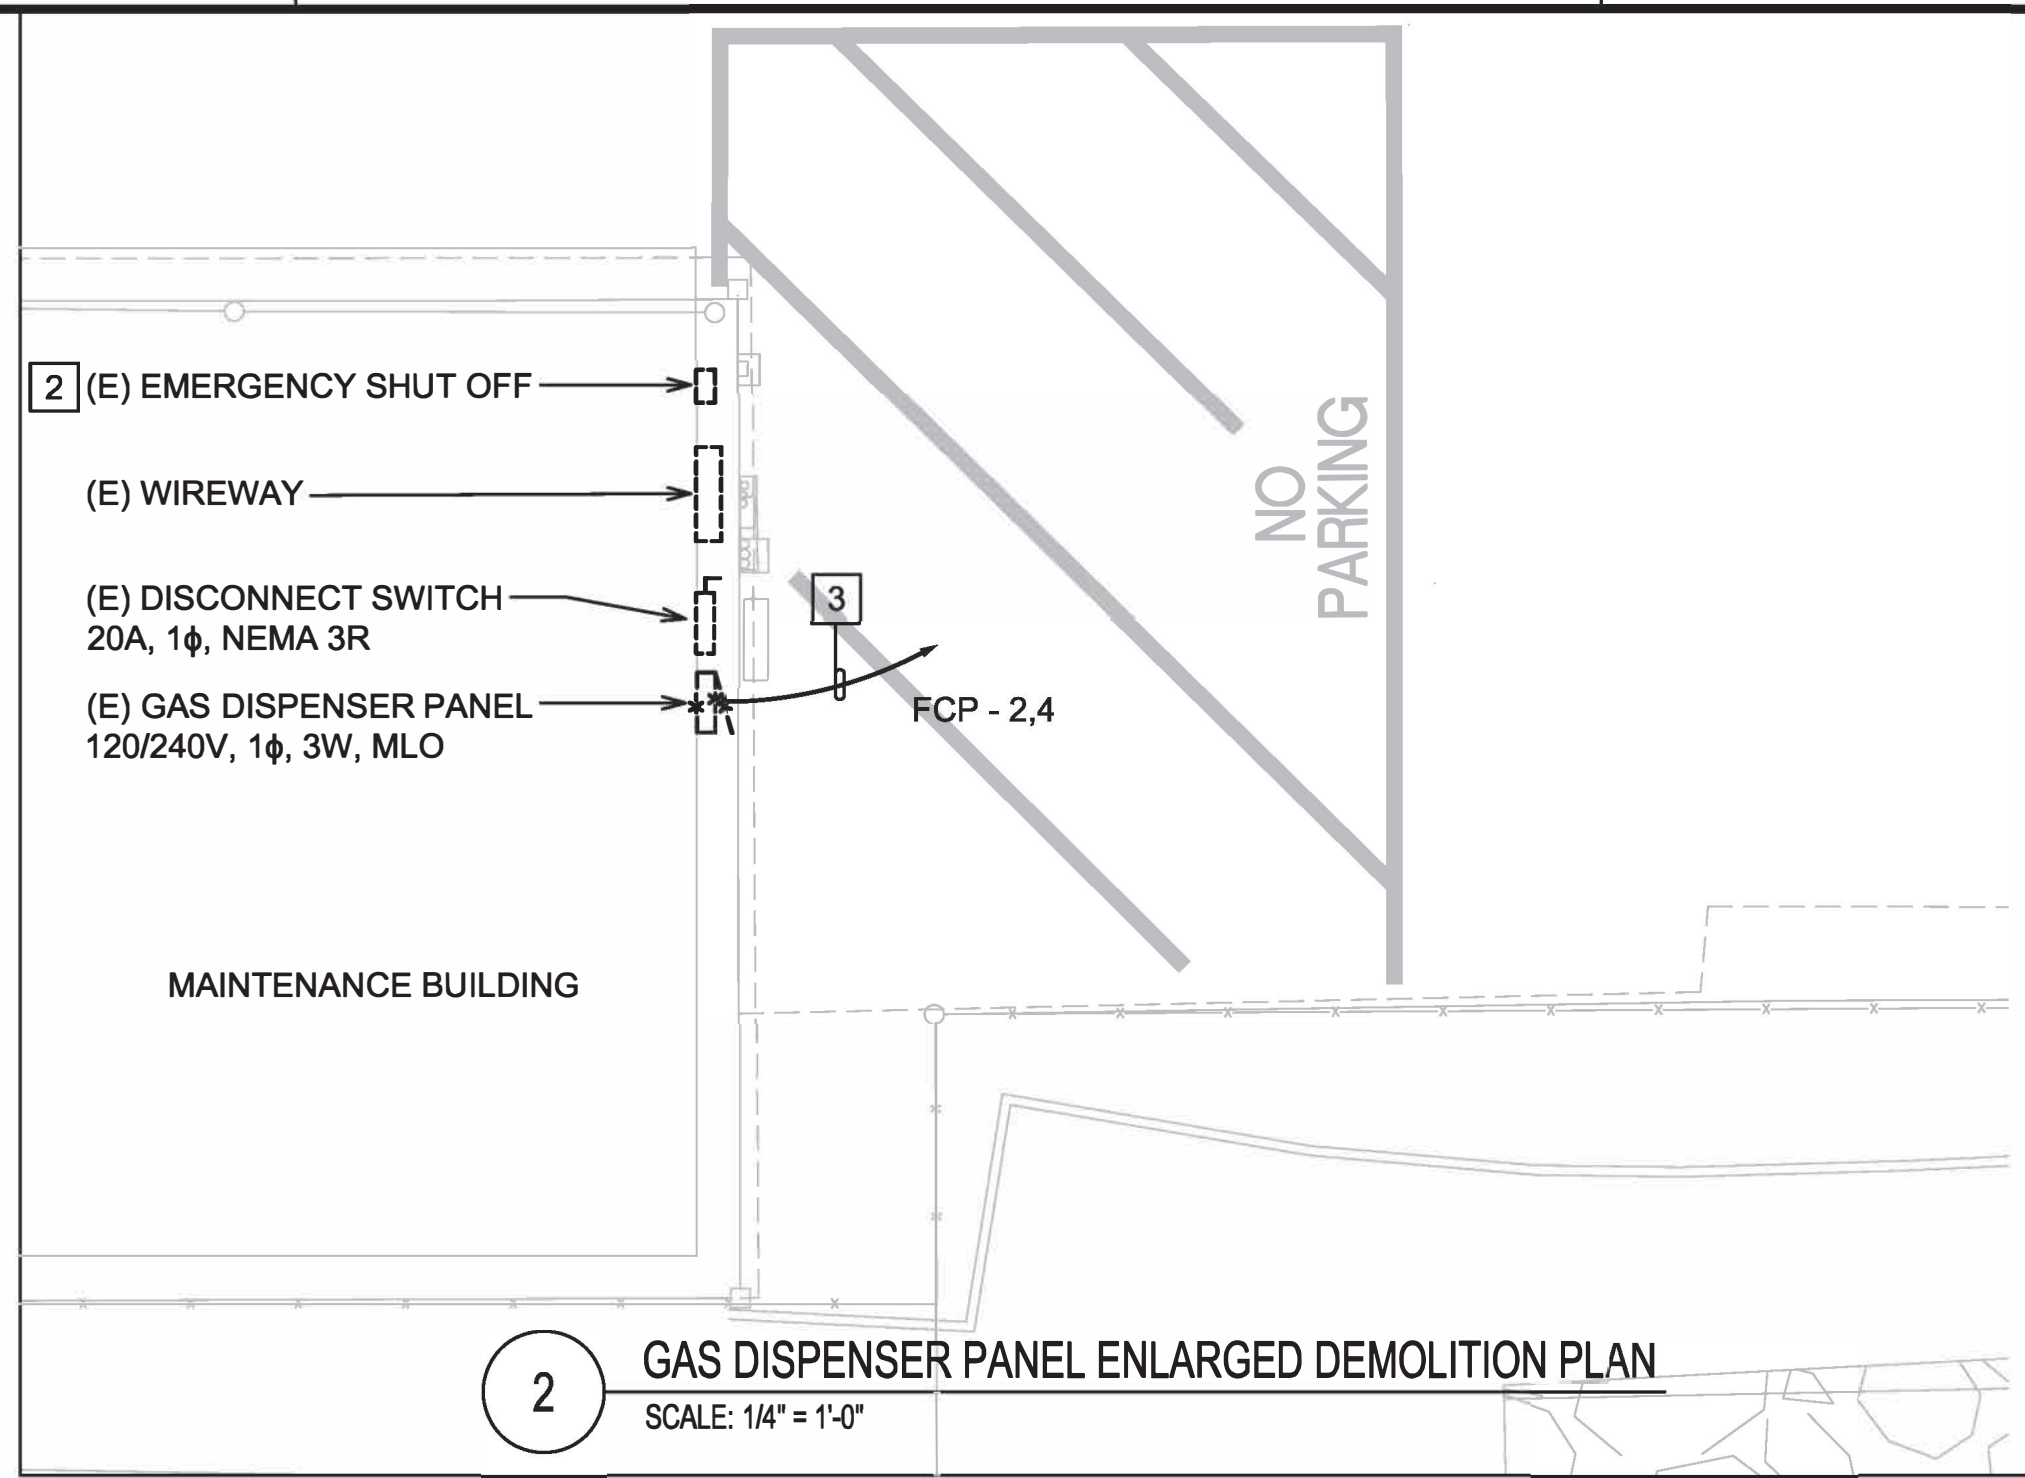 2 (E) EMERGENCY SHUT OFF
(E) WIREWAY
(E) DISCONNECT SWITCH
20A, 1ϕ, NEMA 3R
(E) GAS DISPENSER PANEL
120/240V, 1ϕ, 3W, MLO
3
FCP - 2,4
NO
PARKING
MAINTENANCE BUILDING
2
GAS DISPENSER PANEL ENLARGED DEMOLITION PLAN
SCALE: 1/4" = 1'-0"